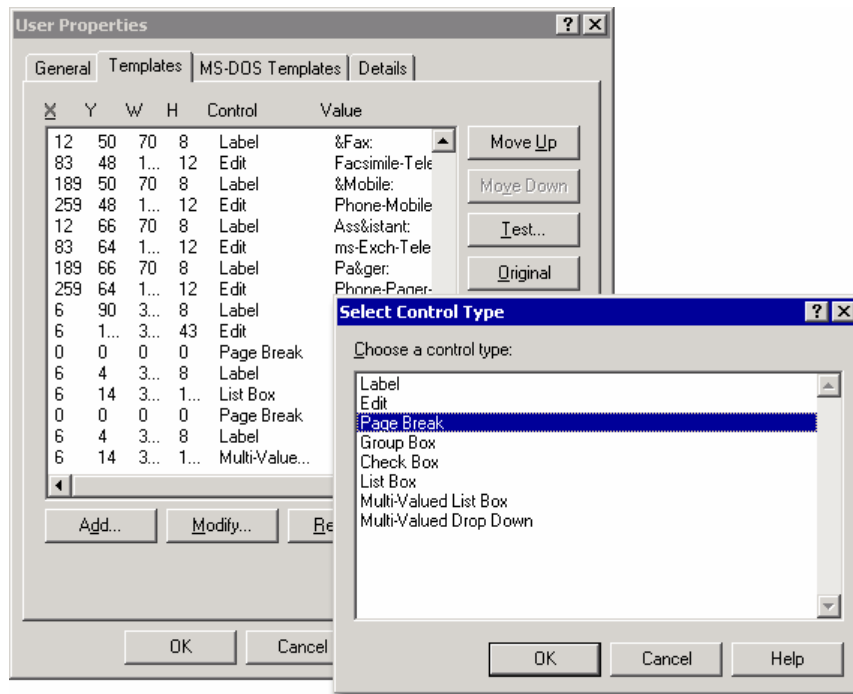 User Properties
General Templates MS-DOS Templates Details
X Y W H Control Value
12 50 70 8 Label &Fax:
83 48 1... 12 Edit Facsimile-Tele
189 50 70 8 Label &Mobile:
259 48 1... 12 Edit Phone-Mobile
12 66 70 8 Label Ass&istant:
83 64 1... 12 Edit ms-Exch-Tele
189 66 70 8 Label Pa&ger:
259 64 1... 12 Edit Phone-Pager-
6 90 3... 8 Label
6 1... 3... 43 Edit
0 0 0 0 Page Break
6 4 3... 8 Label
6 14 3... 1... List Box
0 0 0 0 Page Break
6 4 3... 8 Label
6 14 3... 1... Multi-Value...
Move Up
Move Down
Test...
Original
Add... Modify... Re
OK Cancel
Select Control Type
Choose a control type:
Label
Edit
Page Break
Group Box
Check Box
List Box
Multi-Valued List Box
Multi-Valued Drop Down
OK Cancel Help